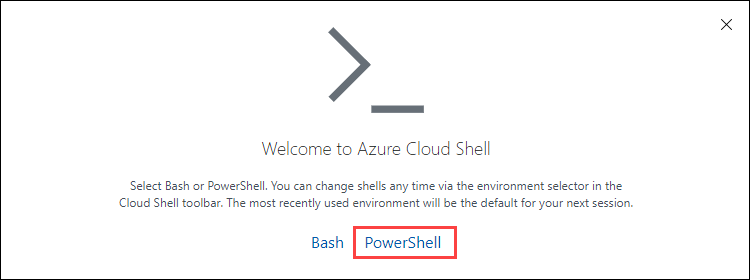 Welcome to Azure Cloud Shell
Select Bash or PowerShell. You can change shells any time via the environment selector in the
Cloud Shell toolbar. The most recently used environment will be the default for your next session.
Bash PowerShell